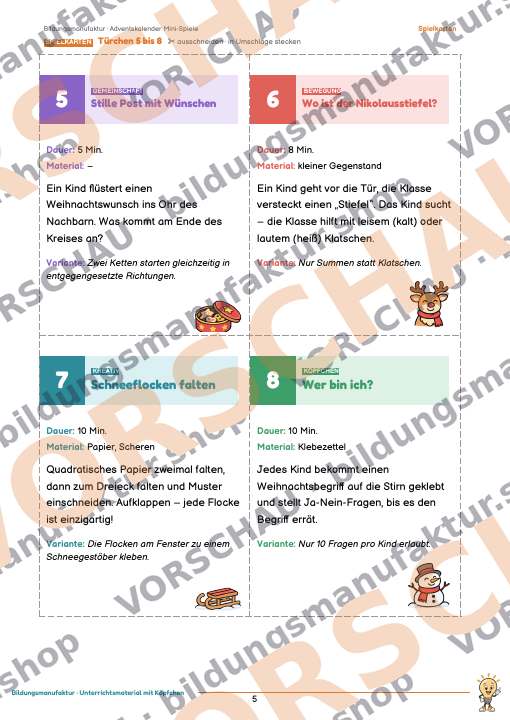 Bildungsmanufaktur · Adventskalender Mini-Spiele
Spielkarten
SPIELKARTEN Türchen 5 bis 8 ✂ ausschneiden · in Umschläge stecken
5
GEMEINSCHAFT
Stille Post mit Wünschen
Dauer: 5 Min.
Material: –
Ein Kind flüstert einen
Weihnachtswunsch ins Ohr des
Nachbarn. Was kommt am Ende des
Kreises an?
Variante: Zwei Ketten starten gleichzeitig in
entgegengesetzte Richtungen.
6
BEWEGUNG
Wo ist der Nikolausstiefel?
Dauer: 8 Min.
Material: kleiner Gegenstand
Ein Kind geht vor die Tür, die Klasse
versteckt einen „Stiefel“. Das Kind sucht
– die Klasse hilft mit leisem (kalt) oder
lautem (heiß) Klatschen.
Variante: Nur Summen statt Klatschen.
7
KREATIV
Schneeflocken falten
Dauer: 10 Min.
Material: Papier, Scheren
Quadratisches Papier zweimal falten,
dann zum Dreieck falten und Muster
einschneiden. Aufklappen – jede Flocke
ist einzigartig!
Variante: Die Flocken am Fenster zu einem
Schneegestöber kleben.
8
KÖPFCHEN
Wer bin ich?
Dauer: 10 Min.
Material: Klebezettel
Jedes Kind bekommt einen
Weihnachtsbegriff auf die Stirn geklebt
und stellt Ja-Nein-Fragen, bis es den
Begriff errät.
Variante: Nur 10 Fragen pro Kind erlaubt.
Bildungsmanufaktur · Unterrichtsmaterial mit Köpfchen
5
VORSCHAU · bildungsmanufaktur.shop
VORSCHAU